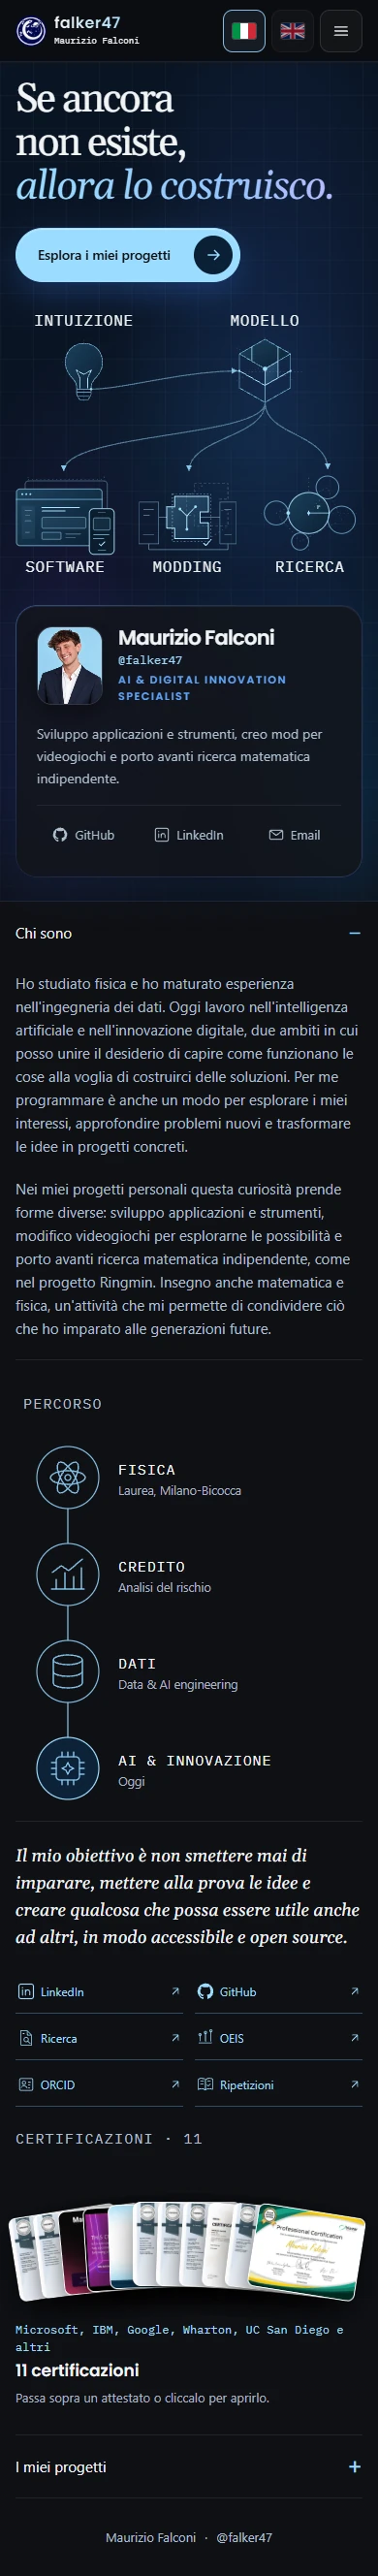 falker47
Maurizio Falconi
Se ancora
non esiste,
allora lo costruisco.
Esplora i miei progetti
INTUIZIONE
MODELLO
SOFTWARE
MODDING
RICERCA
Maurizio Falconi
@falker47
AI & DIGITAL INNOVATION
SPECIALIST
Sviluppo applicazioni e strumenti, creo mod per
videogiochi e porto avanti ricerca matematica
indipendente.
GitHub
LinkedIn
Email
Chi sono
Ho studiato fisica e ho maturato esperienza
nell'ingegneria dei dati. Oggi lavoro nell'intelligenza
artificiale e nell'innovazione digitale, due ambiti in cui
posso unire il desiderio di capire come funzionano le
cose alla voglia di costruirci delle soluzioni. Per me
programmare è anche un modo per esplorare i miei
interessi, approfondire problemi nuovi e trasformare
le idee in progetti concreti.
Nei miei progetti personali questa curiosità prende
forme diverse: sviluppo applicazioni e strumenti,
modifico videogiochi per esplorarne le possibilità e
porto avanti ricerca matematica indipendente, come
nel progetto Ringmin. Insegno anche matematica e
fisica, un'attività che mi permette di condividere ciò
che ho imparato alle generazioni future.
PERCORSO
FISICA
Laurea, Milano-Bicocca
CREDITO
Analisi del rischio
DATI
Data & AI engineering
AI & INNOVAZIONE
Oggi
Il mio obiettivo è non smettere mai di
imparare, mettere alla prova le idee e
creare qualcosa che possa essere utile anche
ad altri, in modo accessibile e open source.
LinkedIn
GitHub
Ricerca
OEIS
ORCID
Ripetizioni
CERTIFICAZIONI · 11
Professional Certification
Maurizio Falconi
Microsoft, IBM, Google, Wharton, UC San Diego e
altri
11 certificazioni
Passa sopra un attestato o cliccalo per aprirlo.
I miei progetti
Maurizio Falconi · @falker47